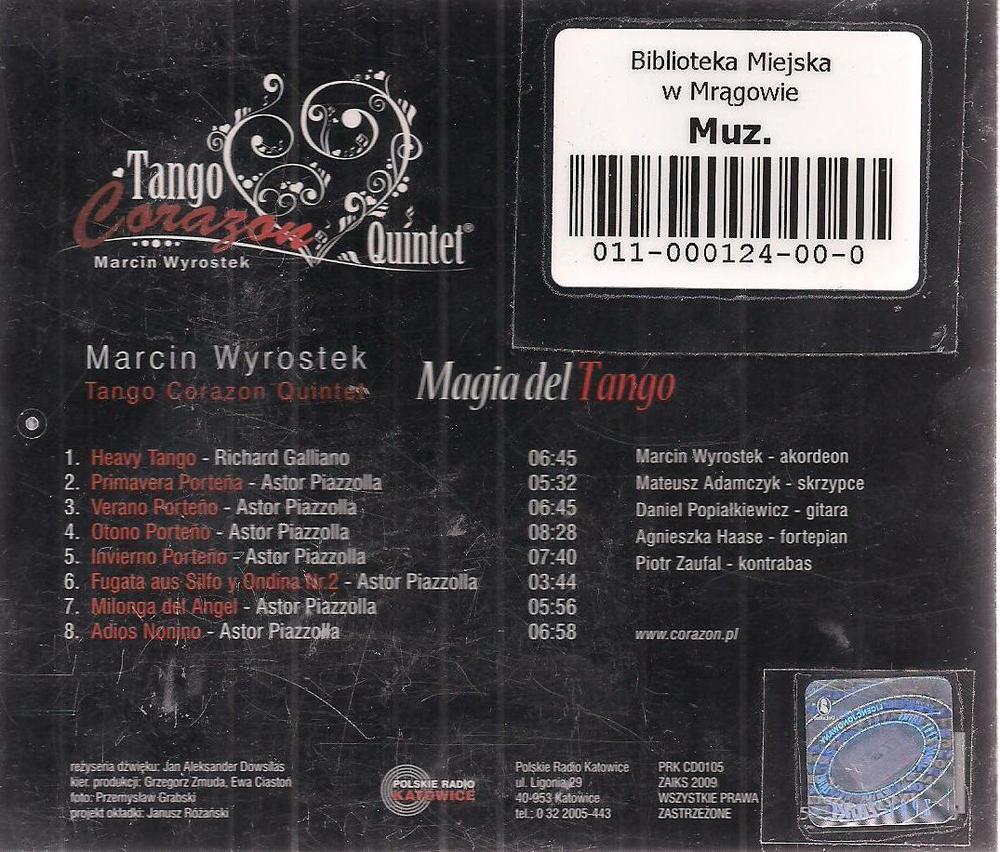 Biblioteka Miejska
w Mrągowie
Muz.
011-000124-00-0
Tango
Corazon
Quintet®
Marcin Wyrostek
Marcin Wyrostek
Tango Corazon Quintet
Magia del Tango
1. Heavy Tango - Richard Galliano 06:45
2. Primavera Porteña - Astor Piazzolla 05:32
3. Verano Porteño - Astor Piazzolla 06:45
4. Otono Porteño - Astor Piazzolla 08:28
5. Invierno Porteño - Astor Piazzolla 07:40
6. Fugata aus Silfo y Ondina Nr.2 - Astor Piazzolla 03:44
7. Milonga del Angel - Astor Piazzolla 05:56
8. Adios Nonino - Astor Piazzolla 06:58
Marcin Wyrostek - akordeon
Mateusz Adamczyk - skrzypce
Daniel Popiałkiewicz - gitara
Agnieszka Haase - fortepian
Piotr Zaufal - kontrabas
www.corazon.pl
reżyseria dźwięku: Jan Aleksander Dowsilas
kier. produkcji: Grzegorz Zmuda, Ewa Ciastoń
foto: Przemysław Grabski
projekt okładki: Janusz Różański
POLSKIE RADIO
KATOWICE
Polskie Radio Katowice
ul. Ligonia 29
40-953 Katowice
tel.: 0 32 2005-443
PRK CD0105
ZAIKS 2009
WSZYSTKIE PRAWA
ZASTRZEŻONE
LICENCJONOWANY